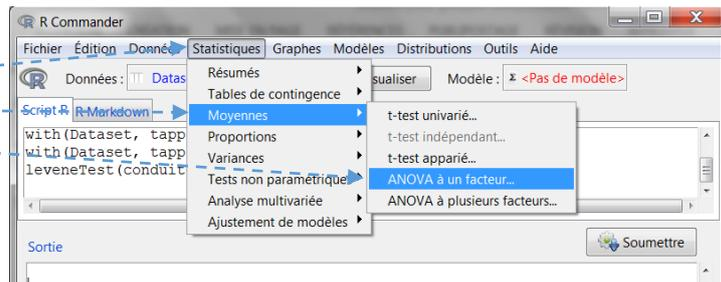 R Commander
Fichier Édition Données Statistiques Graphes Modèles Distributions Outils Aide
Données : Datas sualiser Modèle : Σ <Pas de modèle>
Script R R Markdown
Résumés
Tables de contingence
Moyennes
Proportions
Variances
Tests non paramétriques
Analyse multivariée
Ajustement de modèles
t-test univarié...
t-test indépendant...
t-test apparié...
ANOVA à un facteur...
ANOVA à plusieurs facteurs...
with(Dataset, tapp
with(Dataset, tapp
leveneTest(conduit
Sortie
Soumettre